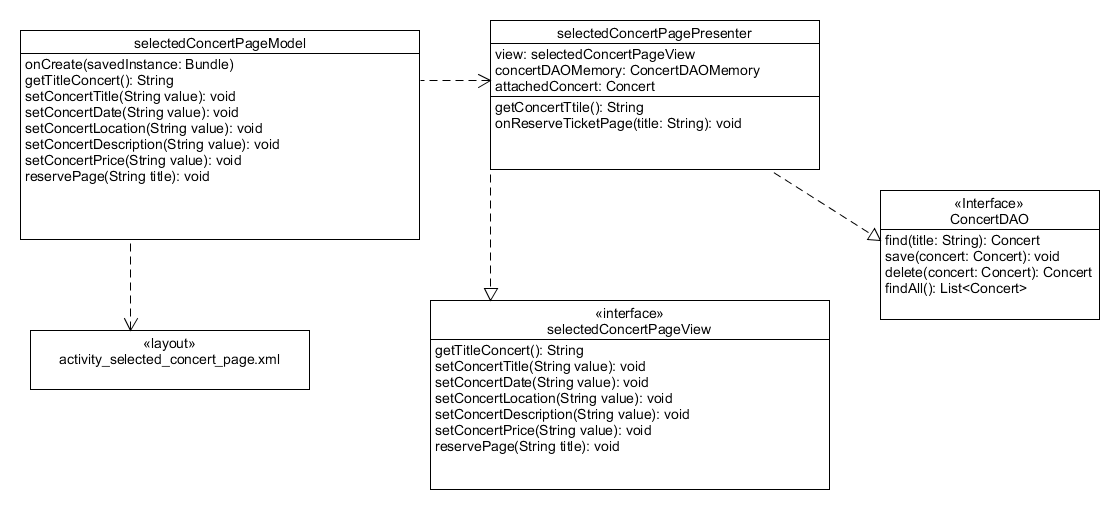 selectedConcertPageModel
onCreate(savedInstance: Bundle)
getTitleConcert(): String
setConcertTitle(String value): void
setConcertDate(String value): void
setConcertLocation(String value): void
setConcertDescription(String value): void
setConcertPrice(String value): void
reservePage(String title): void
selectedConcertPagePresenter
view: selectedConcertPageView
concertDAOMemory: ConcertDAOMemory
attachedConcert: Concert
getConcertTtile(): String
onReserveTicketPage(title: String): void
«Interface»
ConcertDAO
find(title: String): Concert
save(concert: Concert): void
delete(concert: Concert): Concert
findAll(): List<Concert>
«layout»
activity_selected_concert_page.xml
«interface»
selectedConcertPageView
getTitleConcert(): String
setConcertTitle(String value): void
setConcertDate(String value): void
setConcertLocation(String value): void
setConcertDescription(String value): void
setConcertPrice(String value): void
reservePage(String title): void